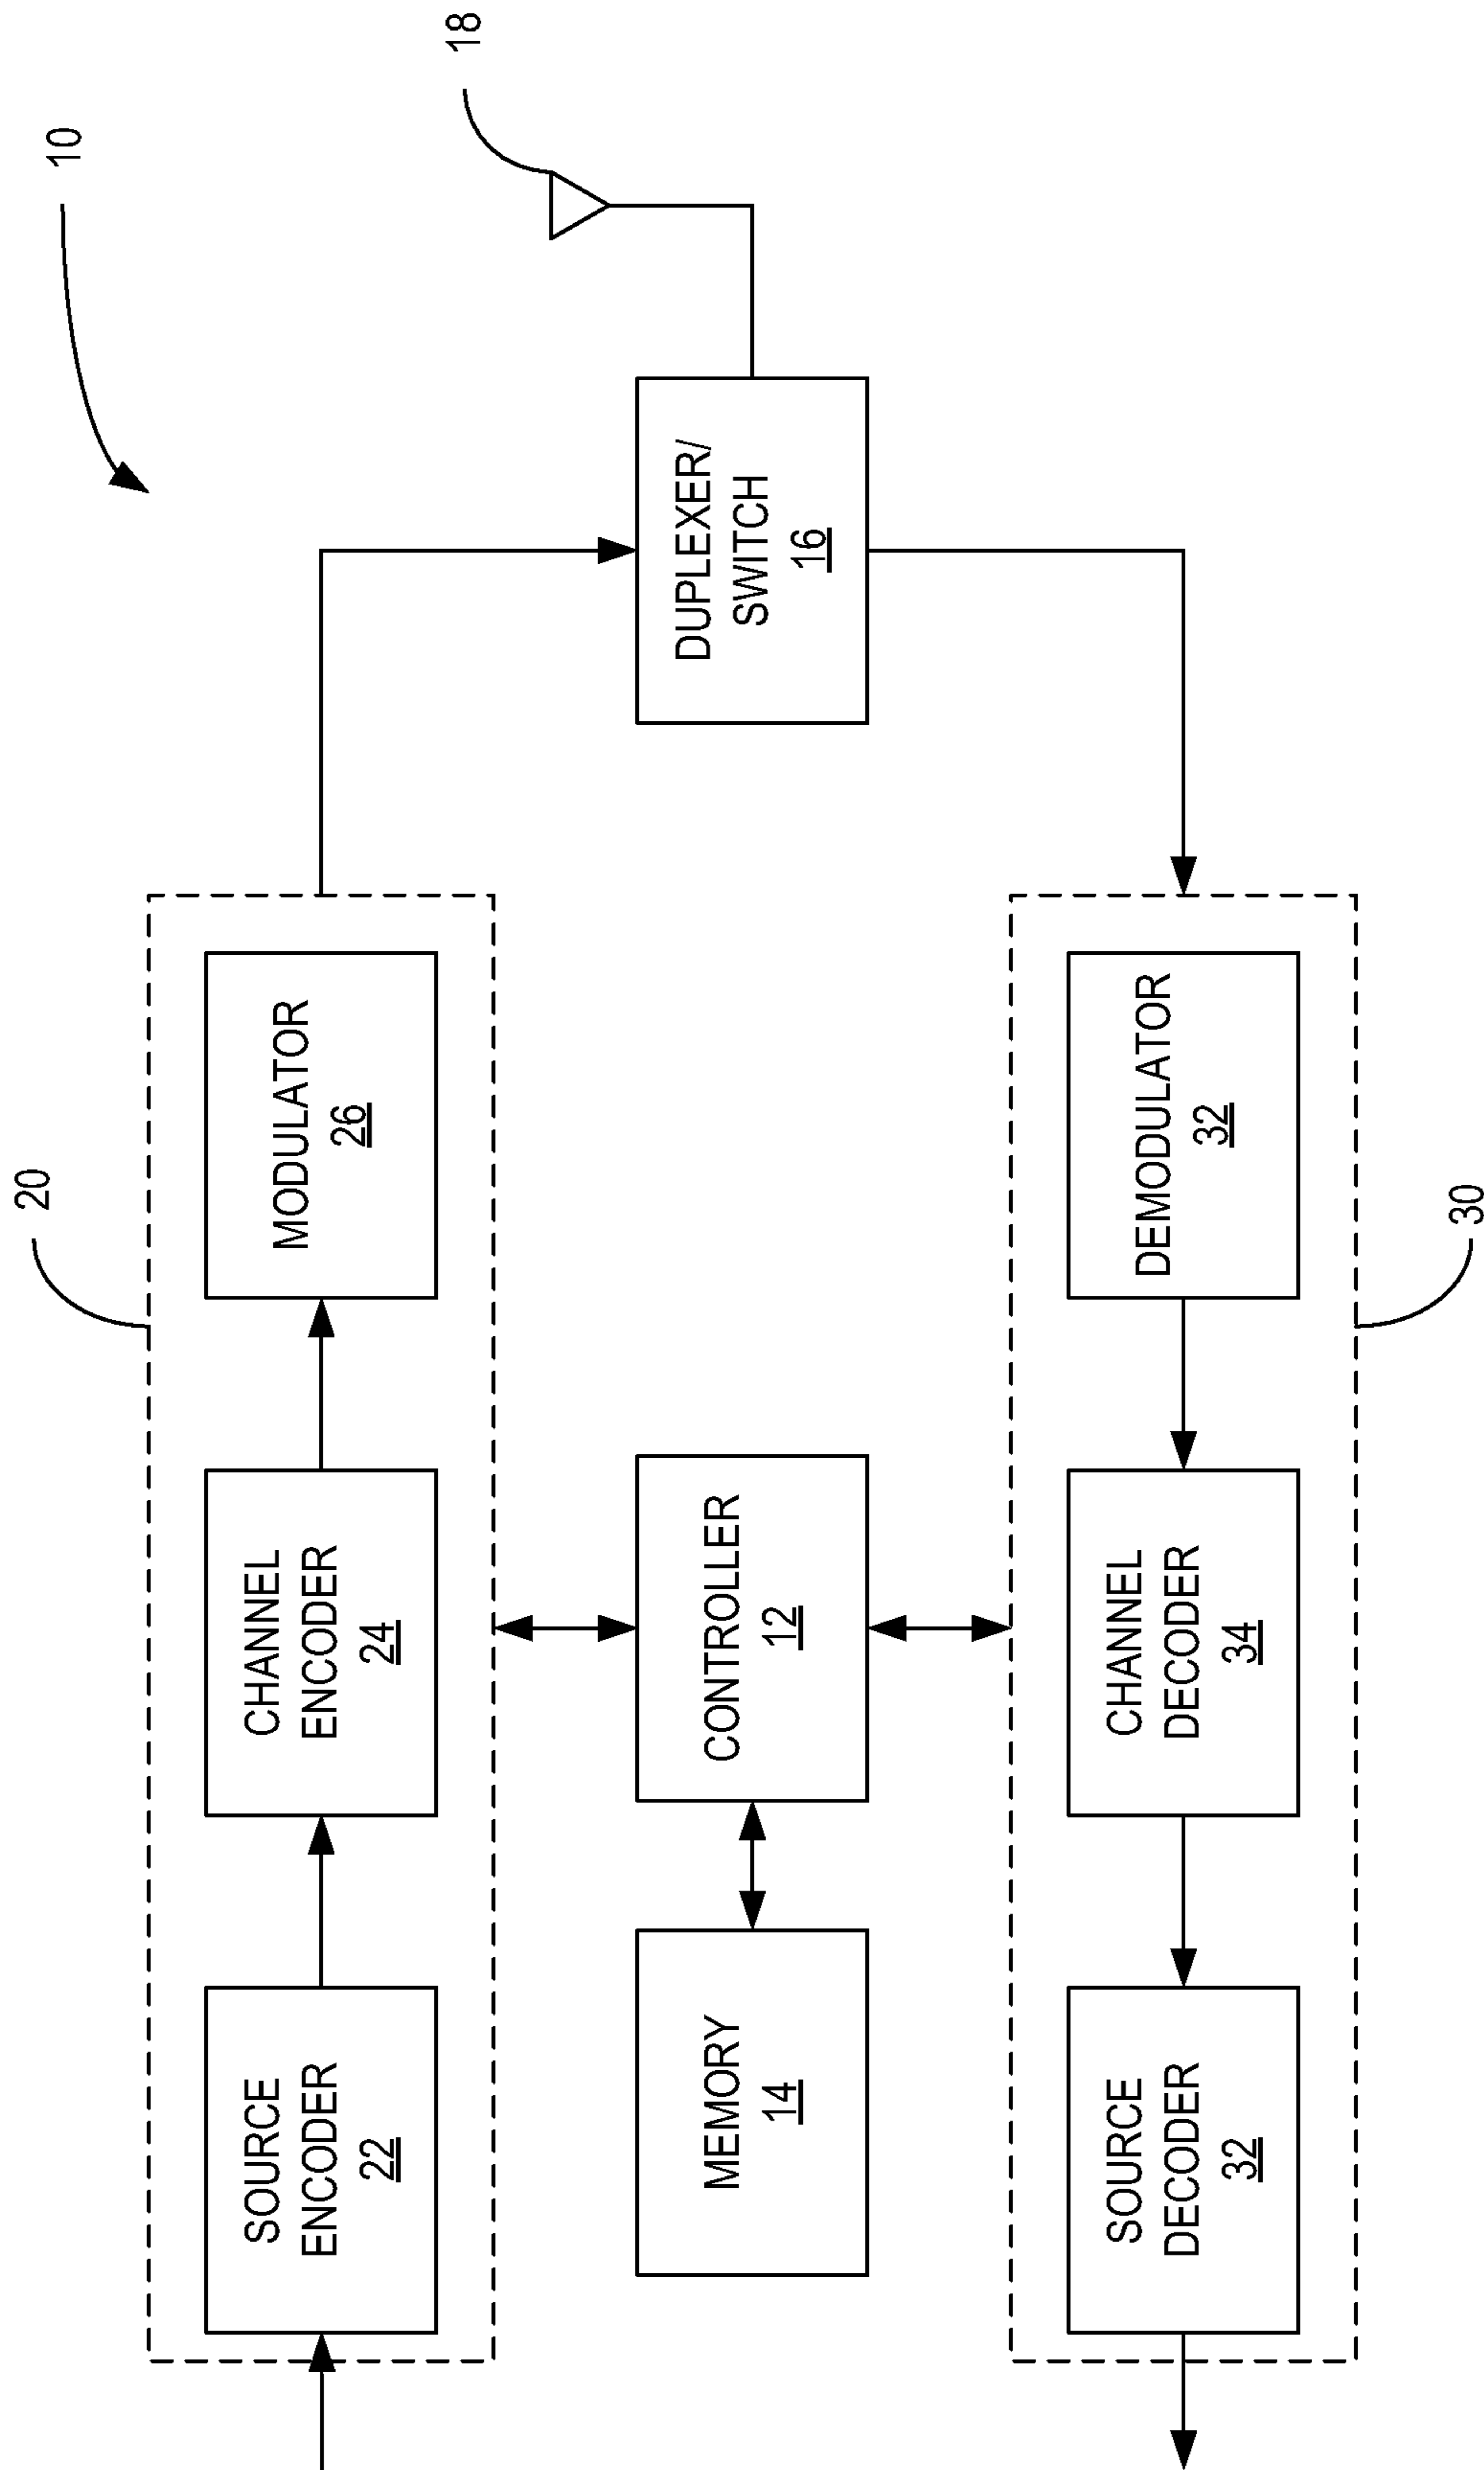 10
18
20
SOURCE
ENCODER
22
CHANNEL
ENCODER
24
MODULATOR
26
MEMORY
14
CONTROLLER
12
DUPLEXER/
SWITCH
16
SOURCE
DECODER
32
CHANNEL
DECODER
34
DEMODULATOR
32
30